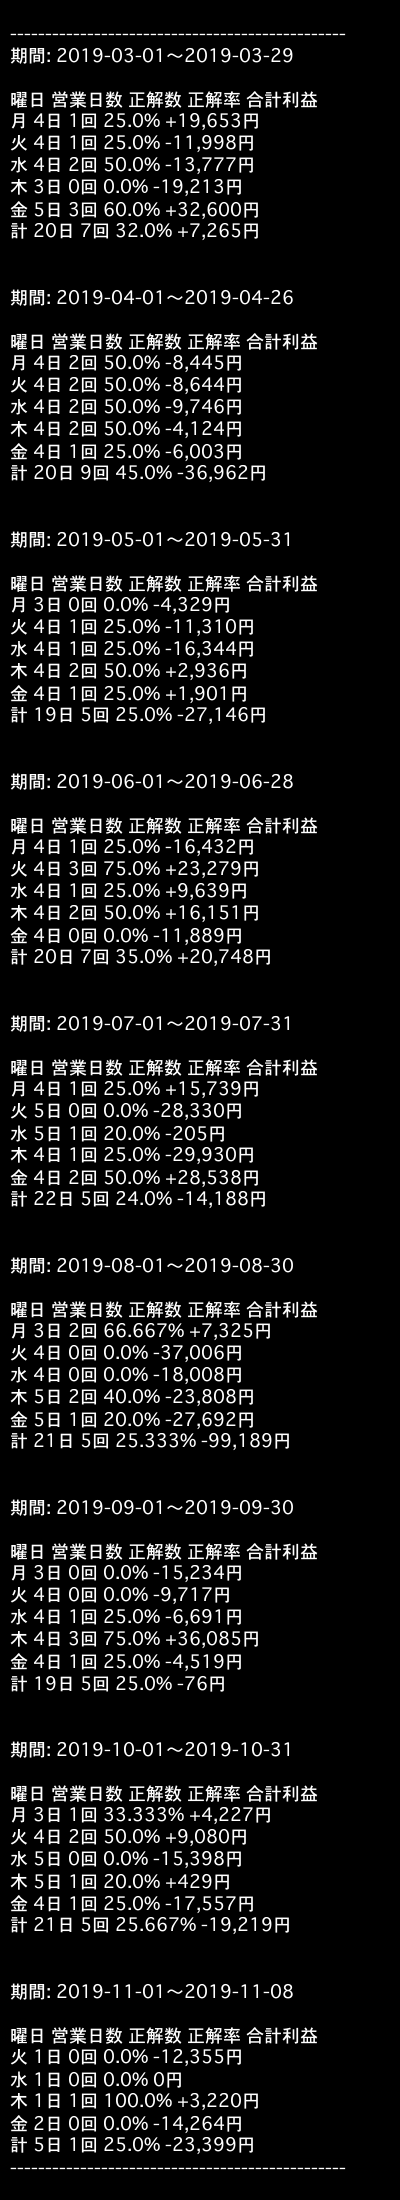 ------------------------------------------------
期間: 2019-03-01〜2019-03-29
曜日 営業日数 正解数 正解率 合計利益
月 4日 1回 25.0% +19,653円
火 4日 1回 25.0% -11,998円
水 4日 2回 50.0% -13,777円
木 3日 0回 0.0% -19,213円
金 5日 3回 60.0% +32,600円
計 20日 7回 32.0% +7,265円
期間: 2019-04-01〜2019-04-26
曜日 営業日数 正解数 正解率 合計利益
月 4日 2回 50.0% -8,445円
火 4日 2回 50.0% -8,644円
水 4日 2回 50.0% -9,746円
木 4日 2回 50.0% -4,124円
金 4日 1回 25.0% -6,003円
計 20日 9回 45.0% -36,962円
期間: 2019-05-01〜2019-05-31
曜日 営業日数 正解数 正解率 合計利益
月 3日 0回 0.0% -4,329円
火 4日 1回 25.0% -11,310円
水 4日 1回 25.0% -16,344円
木 4日 2回 50.0% +2,936円
金 4日 1回 25.0% +1,901円
計 19日 5回 25.0% -27,146円
期間: 2019-06-01〜2019-06-28
曜日 営業日数 正解数 正解率 合計利益
月 4日 1回 25.0% -16,432円
火 4日 3回 75.0% +23,279円
水 4日 1回 25.0% +9,639円
木 4日 2回 50.0% +16,151円
金 4日 0回 0.0% -11,889円
計 20日 7回 35.0% +20,748円
期間: 2019-07-01〜2019-07-31
曜日 営業日数 正解数 正解率 合計利益
月 4日 1回 25.0% +15,739円
火 5日 0回 0.0% -28,330円
水 5日 1回 20.0% -205円
木 4日 1回 25.0% -29,930円
金 4日 2回 50.0% +28,538円
計 22日 5回 24.0% -14,188円
期間: 2019-08-01〜2019-08-30
曜日 営業日数 正解数 正解率 合計利益
月 3日 2回 66.667% +7,325円
火 4日 0回 0.0% -37,006円
水 4日 0回 0.0% -18,008円
木 5日 2回 40.0% -23,808円
金 5日 1回 20.0% -27,692円
計 21日 5回 25.333% -99,189円
期間: 2019-09-01〜2019-09-30
曜日 営業日数 正解数 正解率 合計利益
月 3日 0回 0.0% -15,234円
火 4日 0回 0.0% -9,717円
水 4日 1回 25.0% -6,691円
木 4日 3回 75.0% +36,085円
金 4日 1回 25.0% -4,519円
計 19日 5回 25.0% -76円
期間: 2019-10-01〜2019-10-31
曜日 営業日数 正解数 正解率 合計利益
月 3日 1回 33.333% +4,227円
火 4日 2回 50.0% +9,080円
水 5日 0回 0.0% -15,398円
木 5日 1回 20.0% +429円
金 4日 1回 25.0% -17,557円
計 21日 5回 25.667% -19,219円
期間: 2019-11-01〜2019-11-08
曜日 営業日数 正解数 正解率 合計利益
火 1日 0回 0.0% -12,355円
水 1日 0回 0.0% 0円
木 1日 1回 100.0% +3,220円
金 2日 0回 0.0% -14,264円
計 5日 1回 25.0% -23,399円
------------------------------------------------